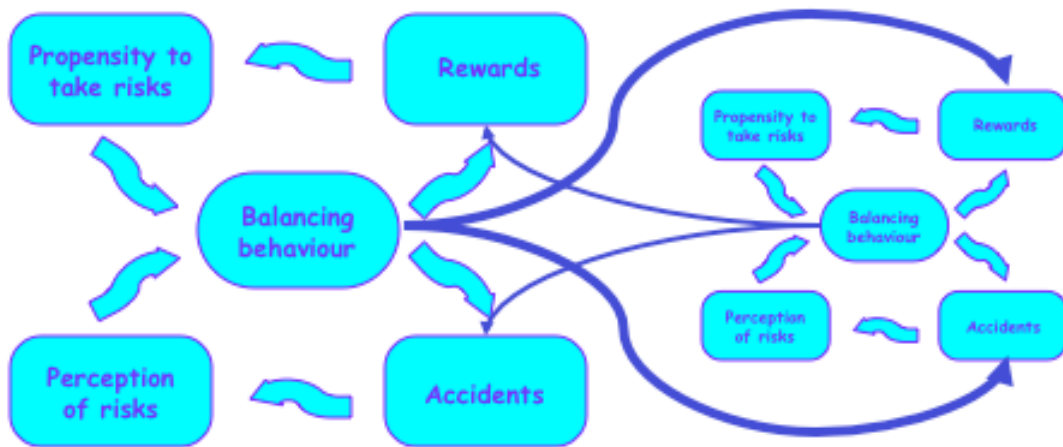 Propensity to
take risks
Rewards
Balancing
behaviour
Perception
of risks
Accidents
Propensity to
take risks
Rewards
Balancing
behaviour
Perception
of risks
Accidents